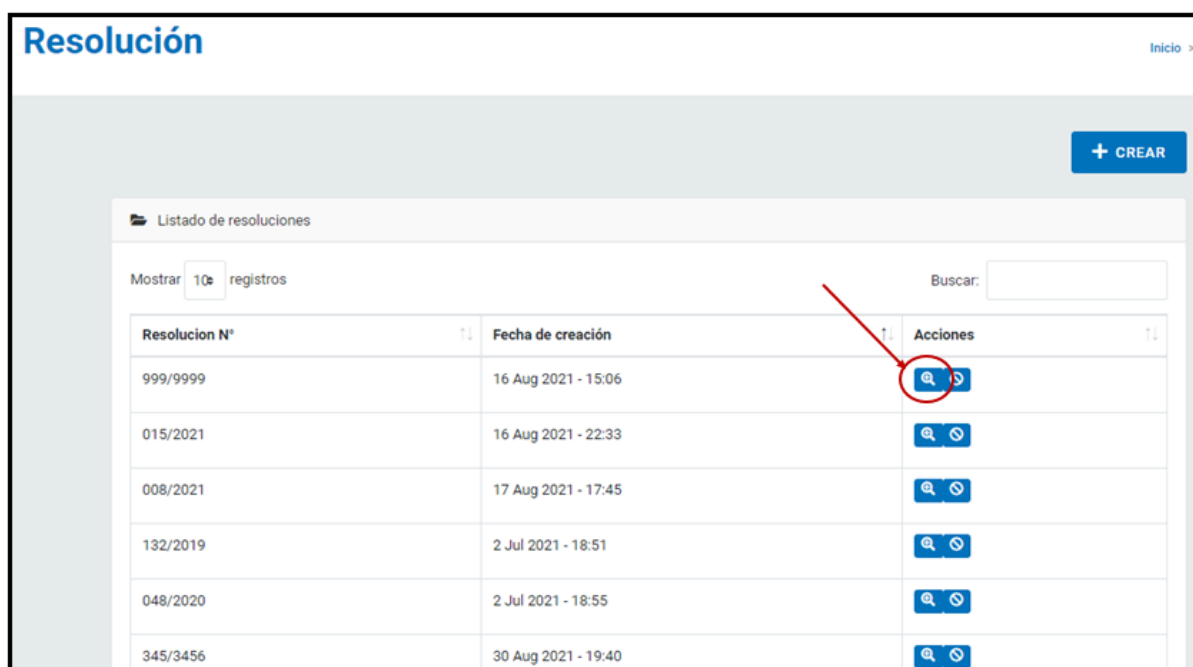 Resolución
Inicio »
+ CREAR
Listado de resoluciones
Mostrar 10 registros
Buscar:
Resolucion N° Fecha de creación Acciones
999/9999 16 Aug 2021 - 15:06
015/2021 16 Aug 2021 - 22:33
008/2021 17 Aug 2021 - 17:45
132/2019 2 Jul 2021 - 18:51
048/2020 2 Jul 2021 - 18:55
345/3456 30 Aug 2021 - 19:40